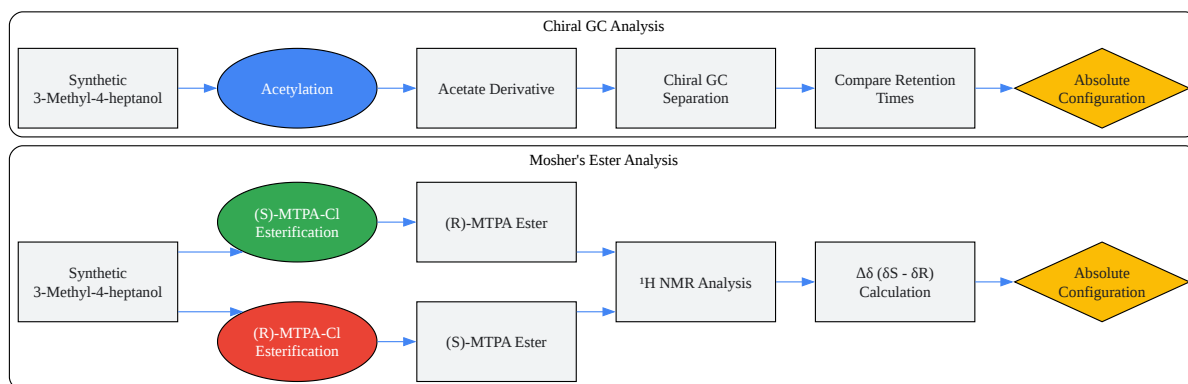 Chiral GC Analysis
Synthetic
3-Methyl-4-heptanol
Acetylation
Acetate Derivative
Chiral GC
Separation
Compare Retention
Times
Absolute
Configuration
Mosher's Ester Analysis
Synthetic
3-Methyl-4-heptanol
(S)-MTPA-Cl
Esterification
(R)-MTPA Ester
(R)-MTPA-Cl
Esterification
(S)-MTPA Ester
¹H NMR Analysis
Δδ (δS - δR)
Calculation
Absolute
Configuration